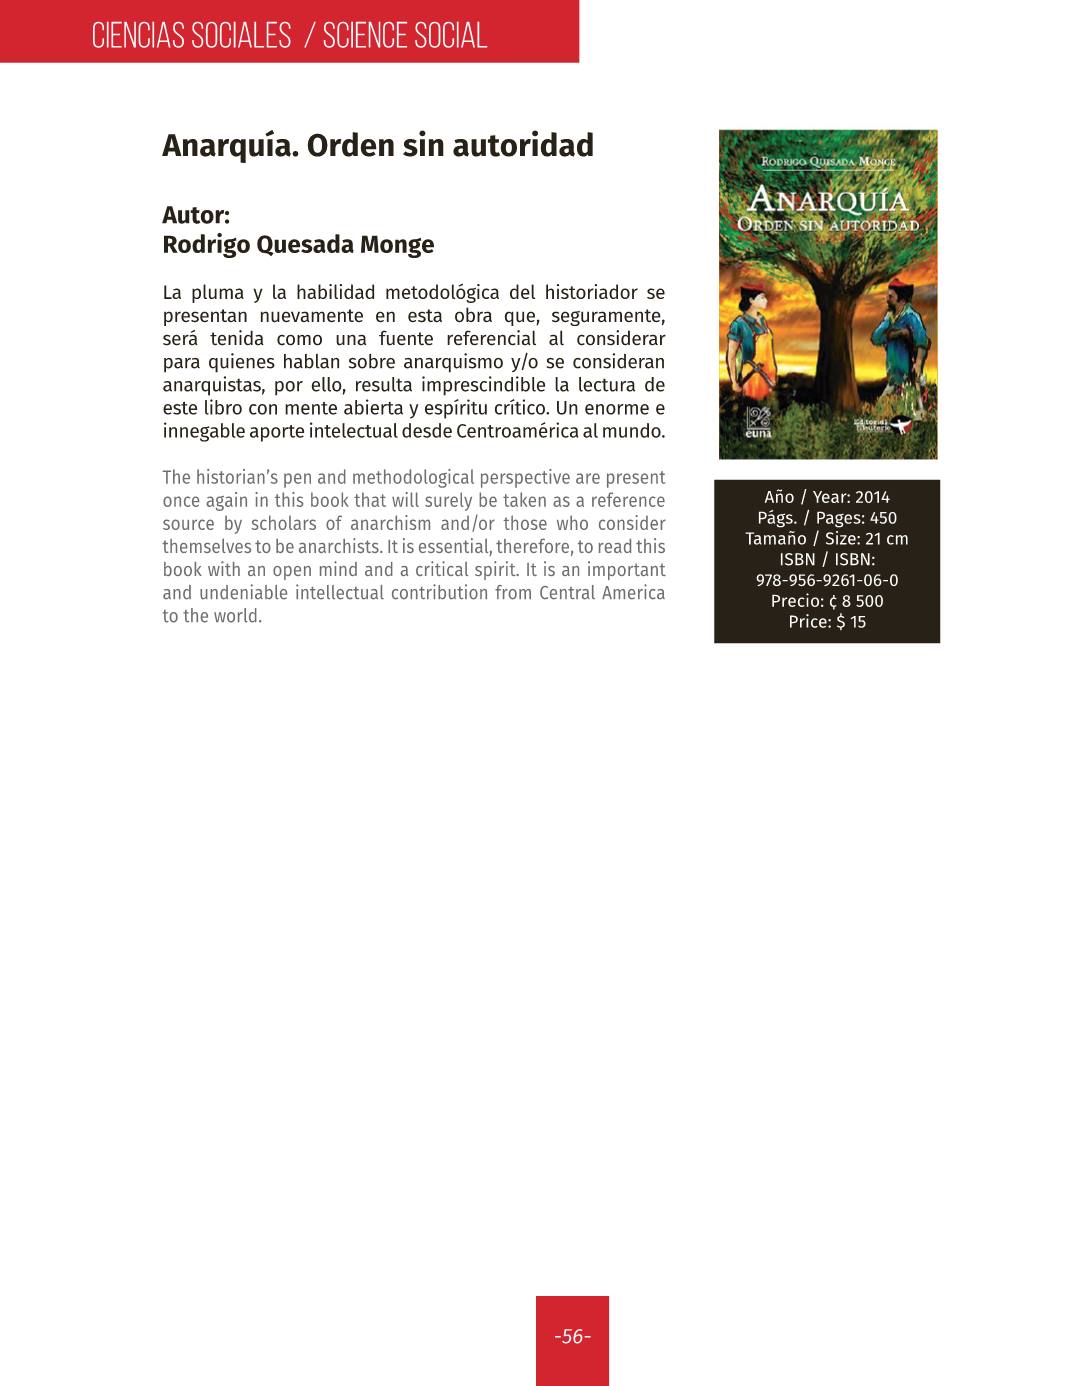 CIENCIAS SOCIALES / SCIENCE SOCIAL
Anarquía. Orden sin autoridad
Autor:
Rodrigo Quesada Monge
La pluma y la habilidad metodológica del historiador se
presentan nuevamente en esta obra que, seguramente,
será tenida como una fuente referencial al considerar
para quienes hablan sobre anarquismo y/o se consideran
anarquistas, por ello, resulta imprescindible la lectura de
este libro con mente abierta y espíritu crítico. Un enorme e
innegable aporte intelectual desde Centroamérica al mundo.
The historian's pen and methodological perspective are present
once again in this book that will surely be taken as a reference
source by scholars of anarchism and/or those who consider
themselves to be anarchists. It is essential, therefore, to read this
book with an open mind and a critical spirit. It is an important
and undeniable intellectual contribution from Central America
to the world.
Rodrigo Quesada Monge
Anarquía
Orden sin autoridad
euna
Editorial
Eleuterio
Año / Year: 2014
Págs. / Pages: 450
Tamaño / Size: 21 cm
ISBN / ISBN:
978-956-9261-06-0
Precio: ₡ 8 500
Price: $ 15
-56-